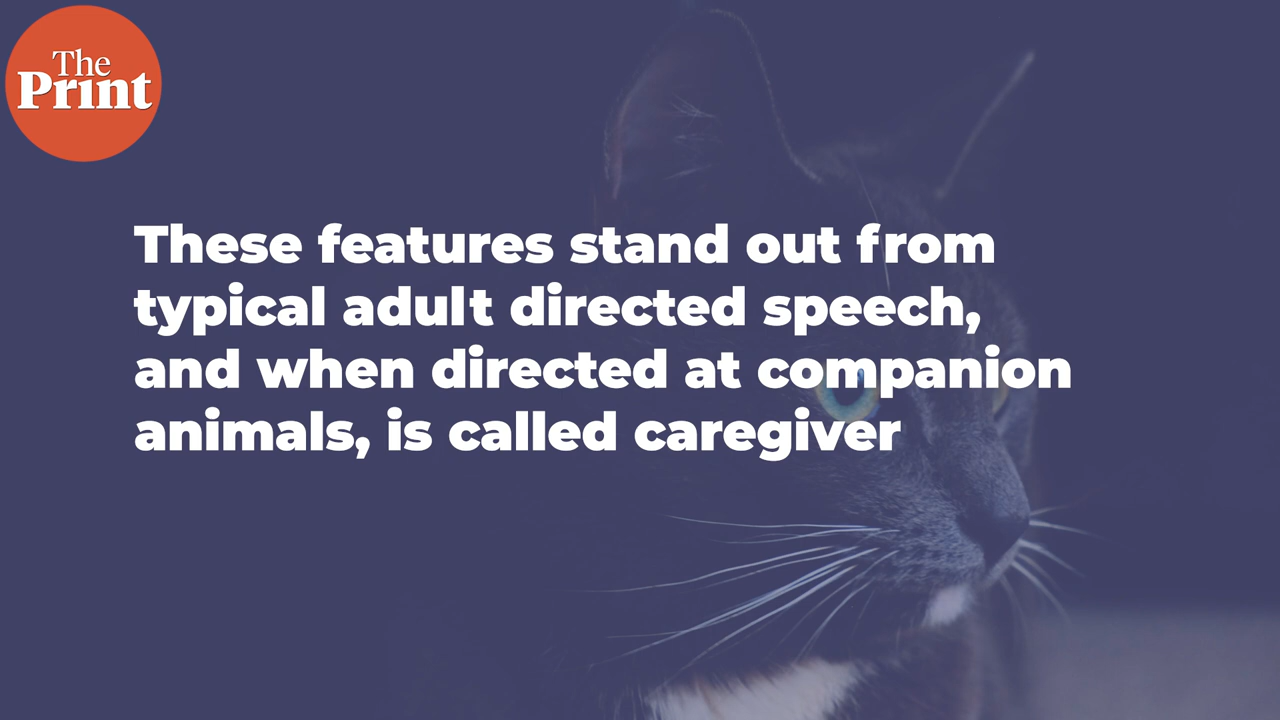 The
Print
These features stand out from
typical adult directed speech,
and when directed at companion
animals, is called caregiver